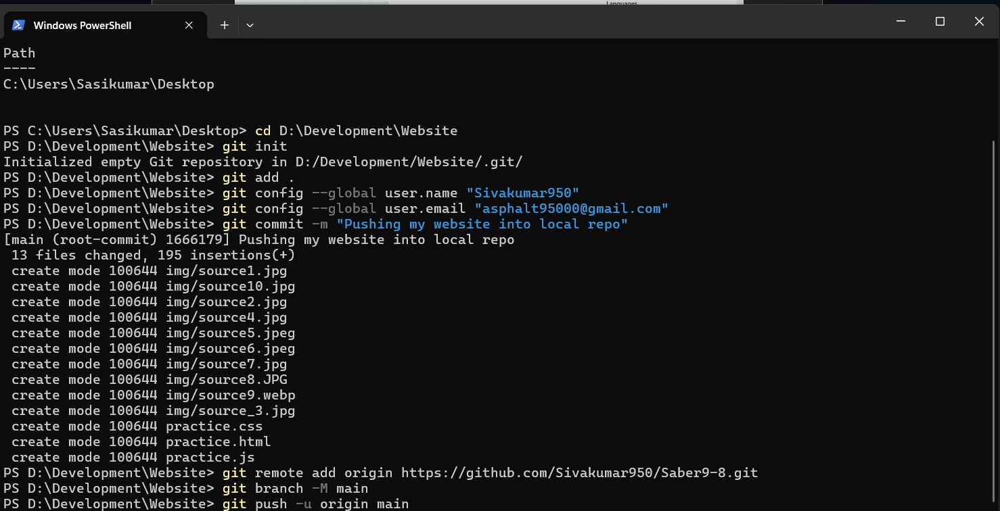 Languages
Windows PowerShell
Path
----
C:\Users\Sasikumar\Desktop
PS C:\Users\Sasikumar\Desktop> cd D:\Development\Website
PS D:\Development\Website> git init
Initialized empty Git repository in D:/Development/Website/.git/
PS D:\Development\Website> git add .
PS D:\Development\Website> git config --global user.name "Sivakumar950"
PS D:\Development\Website> git config --global user.email "asphalt95000@gmail.com"
PS D:\Development\Website> git commit -m "Pushing my website into local repo"
[main (root-commit) 1666179] Pushing my website into local repo
 13 files changed, 195 insertions(+)
 create mode 100644 img/source1.jpg
 create mode 100644 img/source10.jpg
 create mode 100644 img/source2.jpg
 create mode 100644 img/source4.jpg
 create mode 100644 img/source5.jpeg
 create mode 100644 img/source6.jpeg
 create mode 100644 img/source7.jpg
 create mode 100644 img/source8.JPG
 create mode 100644 img/source9.webp
 create mode 100644 img/source_3.jpg
 create mode 100644 practice.css
 create mode 100644 practice.html
 create mode 100644 practice.js
PS D:\Development\Website> git remote add origin https://github.com/Sivakumar950/Saber9-8.git
PS D:\Development\Website> git branch -M main
PS D:\Development\Website> git push -u origin main